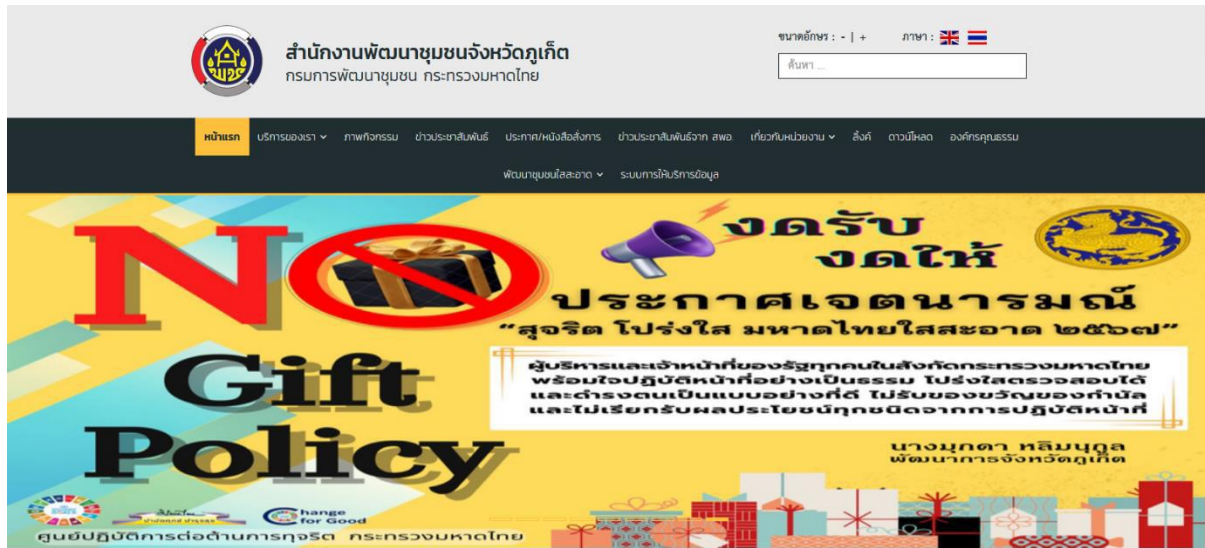 สำนักงานพัฒนาชุมชนจังหวัดภูเก็ต
กรมการพัฒนาชุมชน กระทรวงมหาดไทย
ขนาดอักษร : - | + ภาษา :
ค้นหา ...
พช
หน้าแรก บริการของเรา ภาพกิจกรรม ข่าวประชาสัมพันธ์ ประกาศ/หนังสือสั่งการ ข่าวประชาสัมพันธ์จาก สพอ. เกี่ยวกับหน่วยงาน ลิ้งค์ ดาวน์โหลด องค์กรคุณธรรม
พัฒนาชุมชนใสสะอาด ระบบการให้บริการข้อมูล
NO
Gift
Policy
งดรับ
งดให้
ประกาศเจตนารมณ์
“สุจริต โปร่งใส มหาดไทยใสสะอาด ๒๕๖๗”
ผู้บริหารและเจ้าหน้าที่ของรัฐทุกคนในสังกัดกระทรวงมหาดไทย
พร้อมใจปฏิบัติหน้าที่อย่างเป็นธรรม โปร่งใสตรวจสอบได้
และดำรงตนเป็นแบบอย่างที่ดี ไม่รับของขวัญของกำนัล
และไม่เรียกรับผลประโยชน์ทุกชนิดจากการปฏิบัติหน้าที่
นางมุกดา หลิมนุกูล
พัฒนาการจังหวัดภูเก็ต
Change
for Good
ศูนย์ปฏิบัติการต่อต้านการทุจริต กระทรวงมหาดไทย